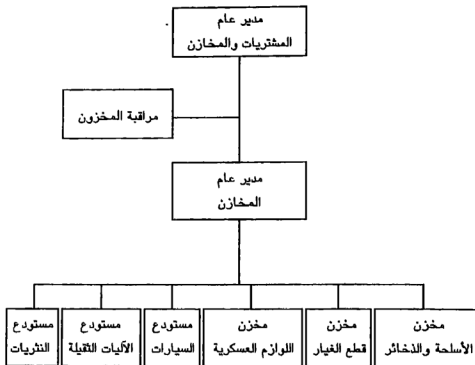 مدير عام
المشتريات والمخازن
مراقبة المخزون
مدير عام
المخازن
مخزن
الأسلحة والذخائر
مخزن
قطع الغيار
مخزن
اللوازم العسكرية
مستودع
السيارات
مستودع
الآليات الثقيلة
مستودع
النثريات